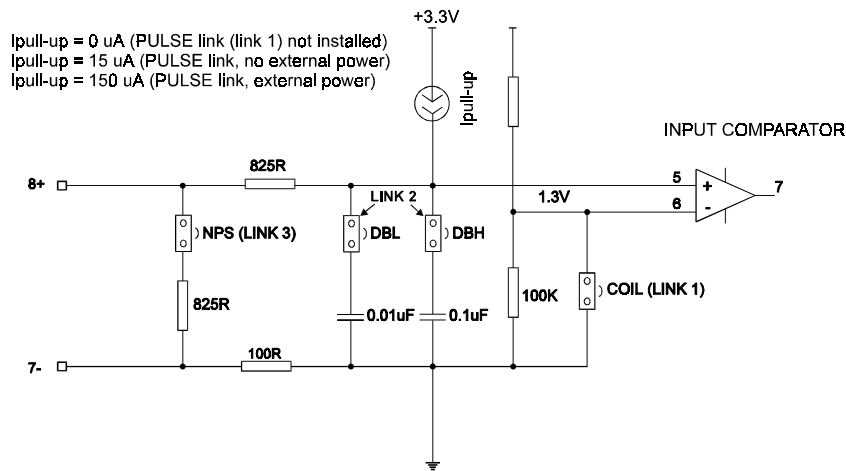 +3.3V
Ipull-up = 0 uA (PULSE link (link 1) not installed)
Ipull-up = 15 uA (PULSE link, no external power)
Ipull-up = 150 uA (PULSE link, external power)
Ipull-up
INPUT COMPARATOR
8+
825R
LINK 2
1.3V
5
+
7
6
-
NPS (LINK 3)
DBL
DBH
825R
0.01uF
0.1uF
100K
COIL (LINK 1)
7-
100R